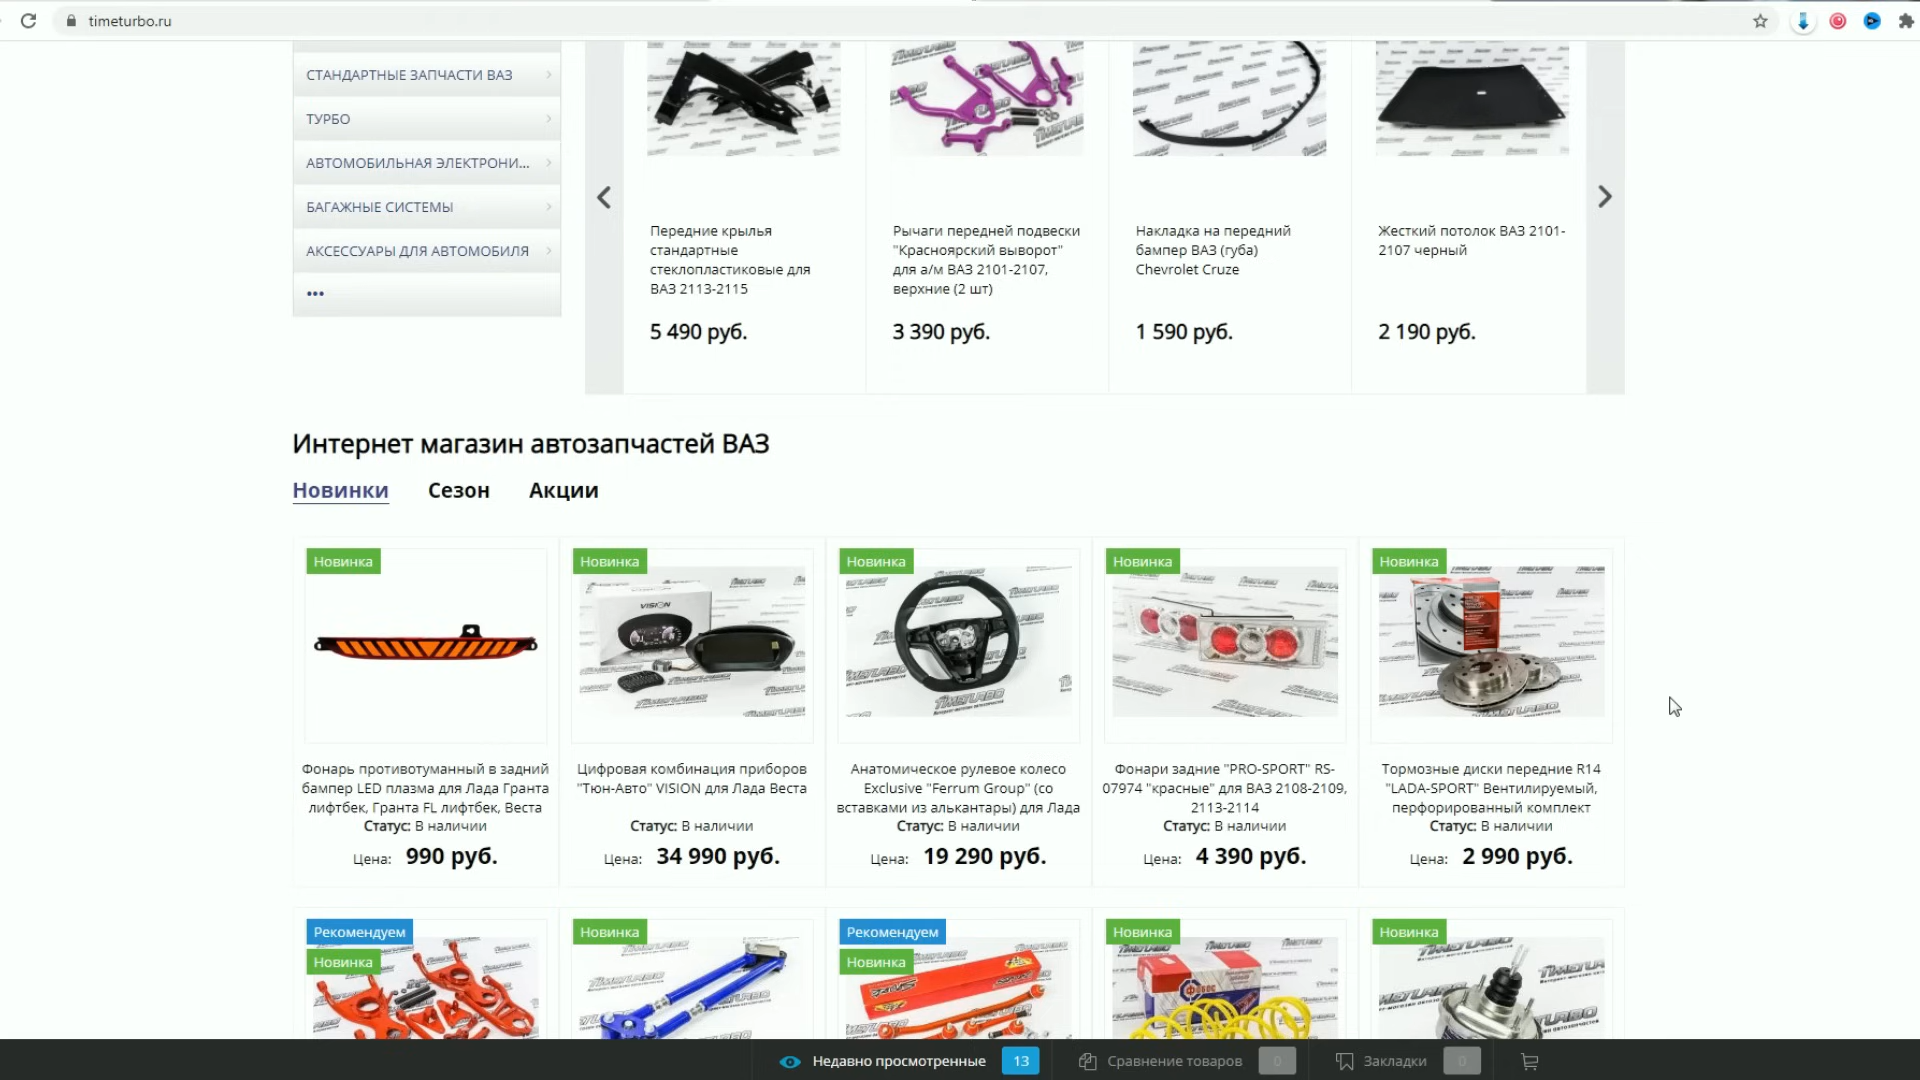 timeturbo.ru
СТАНДАРТНЫЕ ЗАПЧАСТИ ВАЗ
ТУРБО
АВТОМОБИЛЬНАЯ ЭЛЕКТРОНИ...
БАГАЖНЫЕ СИСТЕМЫ
АКСЕССУАРЫ ДЛЯ АВТОМОБИЛЯ
•••
Передние крылья
стандартные
стеклопластиковые для
ВАЗ 2113-2115
5 490 руб.
Рычаги передней подвески
"Красноярский выворот"
для а/м ВАЗ 2101-2107,
верхние (2 шт)
3 390 руб.
Накладка на передний
бампер ВАЗ (губа)
Chevrolet Cruze
1 590 руб.
Жесткий потолок ВАЗ 2101-
2107 черный
2 190 руб.
Интернет магазин автозапчастей ВАЗ
Новинки Сезон Акции
Новинка
Фонарь противотуманный в задний
бампер LED плазма для Лада Гранта
лифтбек, Гранта FL лифтбек, Веста
Статус: В наличии
Цена: 990 руб.
Новинка
VISION
Цифровая комбинация приборов
"Тюн-Авто" VISION для Лада Веста
Статус: В наличии
Цена: 34 990 руб.
Новинка
Анатомическое рулевое колесо
Exclusive "Ferrum Group" (со
вставками из алькантары) для Лада
Статус: В наличии
Цена: 19 290 руб.
Новинка
Фонари задние "PRO-SPORT" RS-
07974 "красные" для ВАЗ 2108-2109,
2113-2114
Статус: В наличии
Цена: 4 390 руб.
Новинка
Тормозные диски передние R14
"LADA-SPORT" Вентилируемый,
перфорированный комплект
Статус: В наличии
Цена: 2 990 руб.
Рекомендуем
Новинка
Новинка
Рекомендуем
Новинка
Новинка
ФОБОС
Новинка
Недавно просмотренные 13
Сравнение товаров 0
Закладки 0